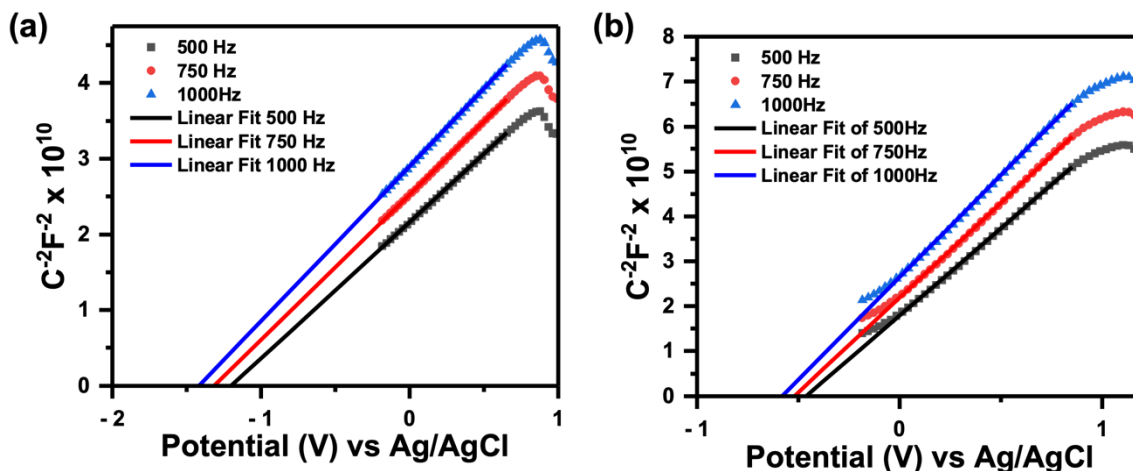 (a)
500 Hz
750 Hz
1000Hz
Linear Fit 500 Hz
Linear Fit 750 Hz
Linear Fit 1000 Hz
C-2F-2 x 1010
4
3
2
1
0
- 2
- 1
0
1
Potential (V) vs Ag/AgCl
(b)
500 Hz
750 Hz
1000Hz
Linear Fit of 500Hz
Linear Fit of 750Hz
Linear Fit of 1000Hz
C-2F-2 x 1010
8
7
6
5
4
3
2
1
0
- 1
0
1
Potential (V) vs Ag/AgCl